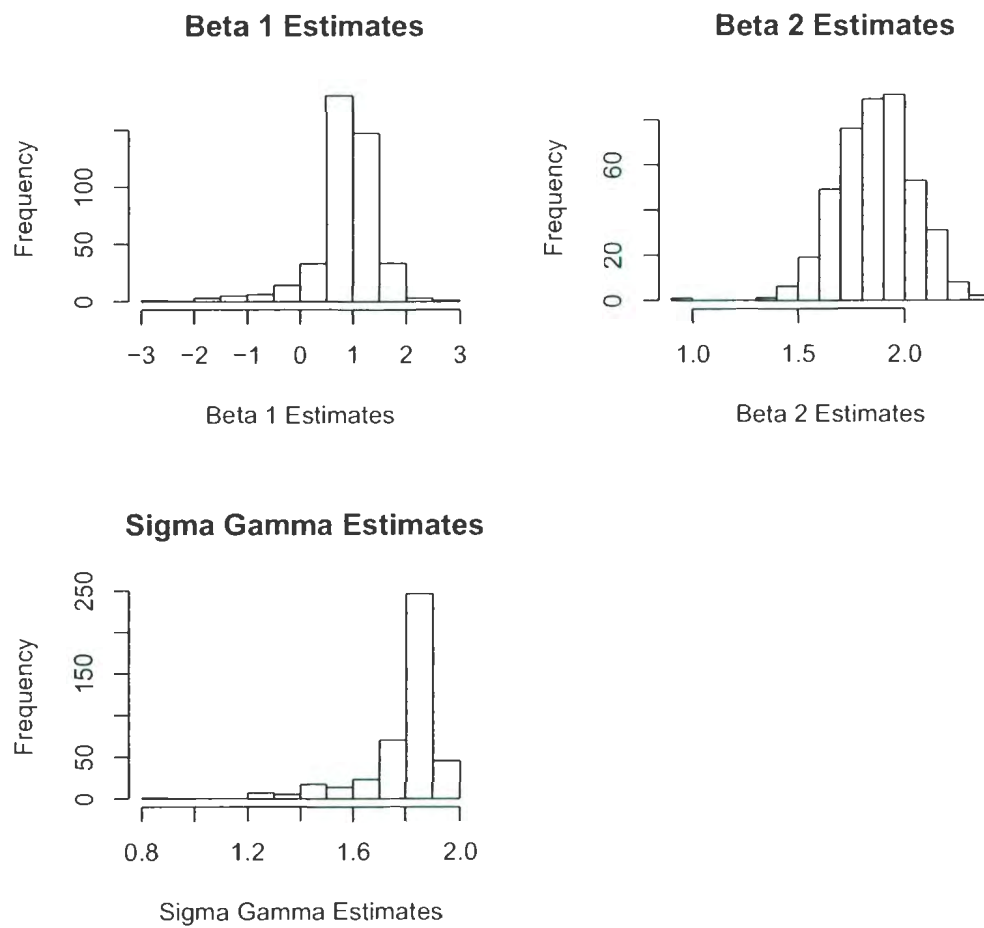 Beta 1 Estimates
Frequency
0 50 100
−3 −2 −1 0 1 2 3
Beta 1 Estimates
Beta 2 Estimates
Frequency
0 20 60
1.0 1.5 2.0
Beta 2 Estimates
Sigma Gamma Estimates
Frequency
0 50 150 250
0.8 1.2 1.6 2.0
Sigma Gamma Estimates